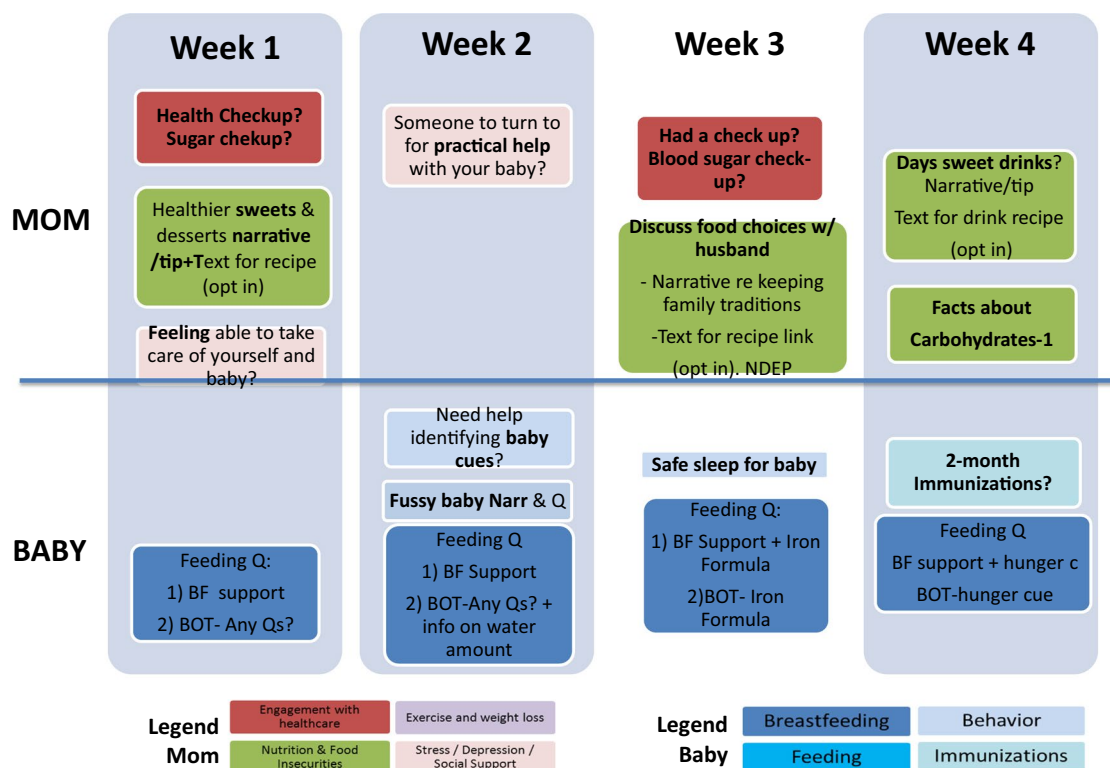 Week 1
Week 2
Week 3
Week 4
MOM
Health Checkup?
Sugar chekup?
Healthier sweets &
desserts narrative
/tip+Text for recipe
(opt in)
Feeling able to take
care of yourself and
baby?
Someone to turn to
for practical help
with your baby?
Had a check up?
Blood sugar check-
up?
Discuss food choices w/
husband
- Narrative re keeping
family traditions
-Text for recipe link
(opt in). NDEP
Days sweet drinks?
Narrative/tip
Text for drink recipe
(opt in)
Facts about
Carbohydrates-1
BABY
Feeding Q:
1) BF support
2) BOT- Any Qs?
Need help
identifying baby
cues?
Fussy baby Narr & Q
Feeding Q
1) BF Support
2) BOT-Any Qs? +
info on water
amount
Safe sleep for baby
Feeding Q:
1) BF Support + Iron
Formula
2)BOT- Iron
Formula
2-month
Immunizations?
Feeding Q
BF support + hunger c
BOT-hunger cue
Legend
Mom
Engagement with
healthcare
Exercise and weight loss
Nutrition & Food
Insecurities
Stress / Depression /
Social Support
Legend
Baby
Breastfeeding
Behavior
Feeding
Immunizations